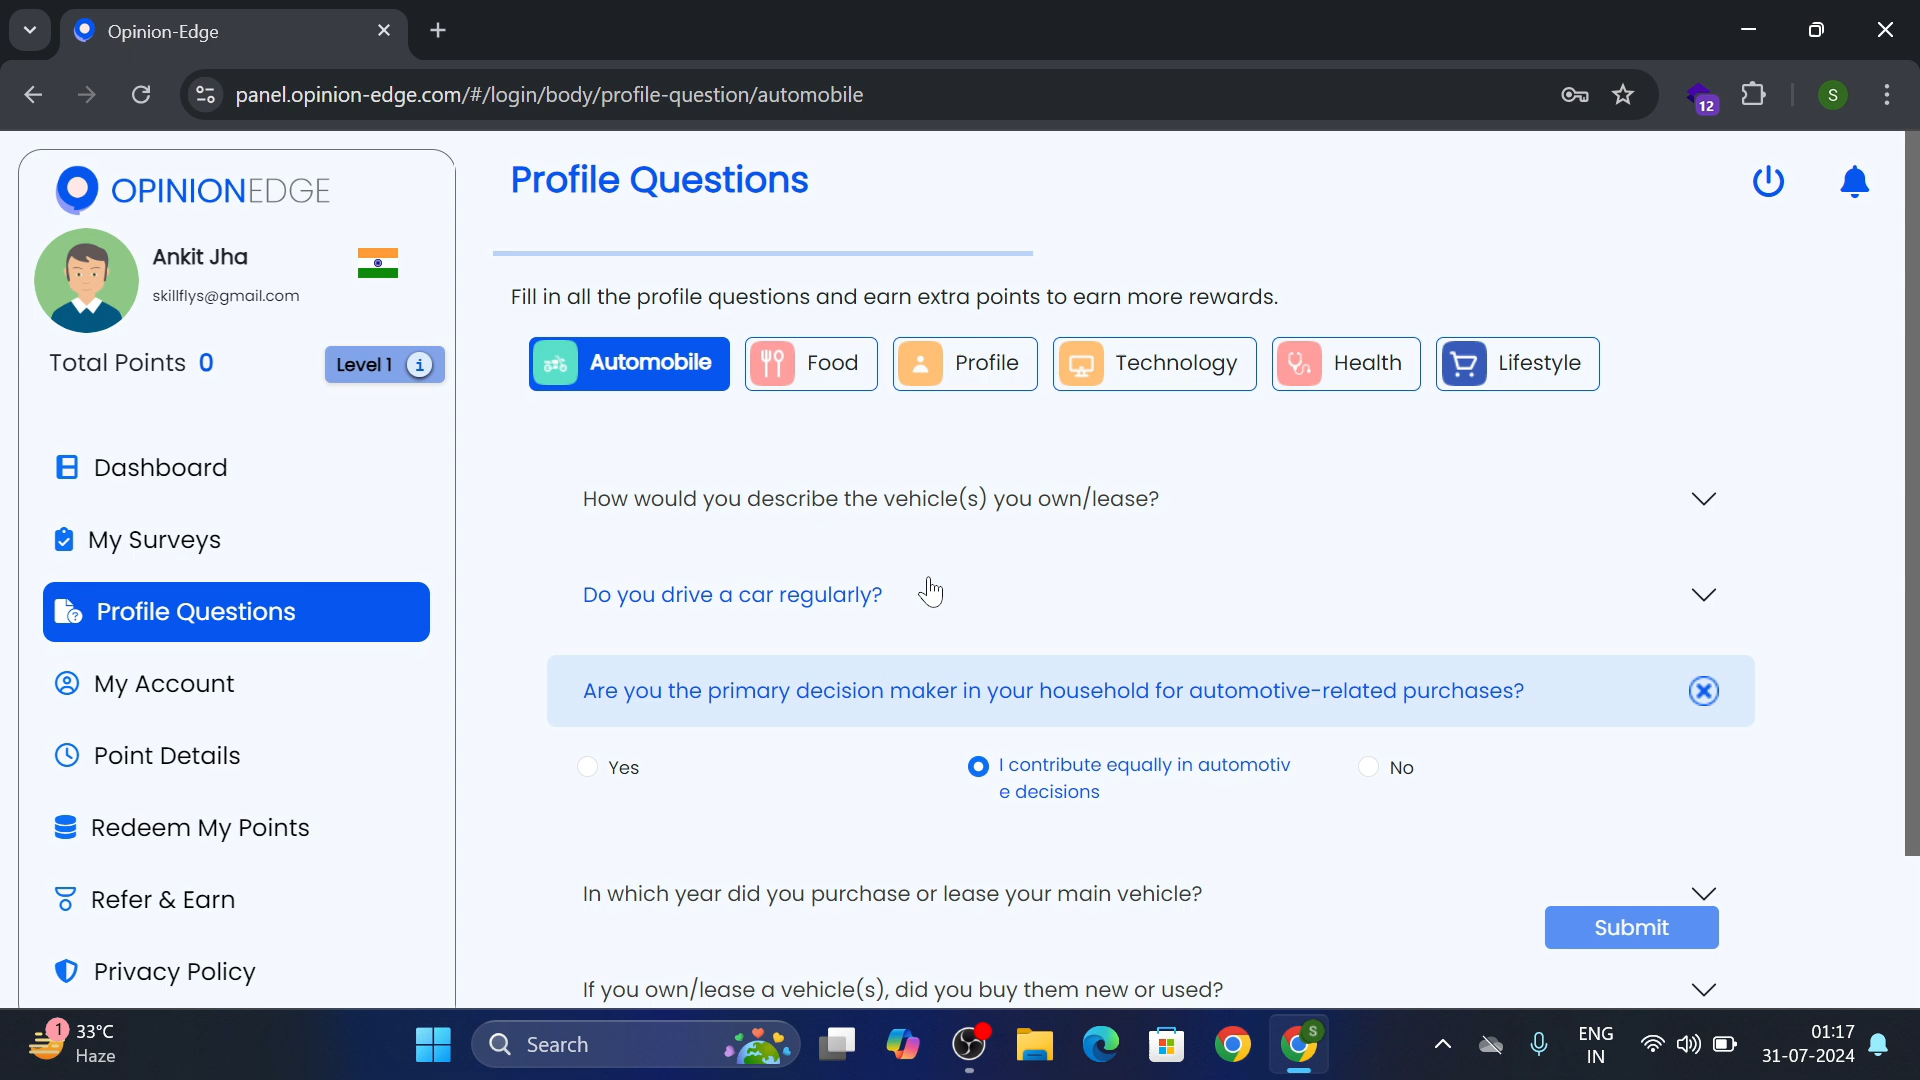 Opinion-Edge
panel.opinion-edge.com/#/login/body/profile-question/automobile
12
S
OPINIONEDGE
Ankit Jha
skillflys@gmail.com
Total Points 0
Level 1 i
Dashboard
My Surveys
Profile Questions
My Account
Point Details
Redeem My Points
Refer & Earn
Privacy Policy
Profile Questions
Fill in all the profile questions and earn extra points to earn more rewards.
Automobile Food Profile Technology Health Lifestyle
How would you describe the vehicle(s) you own/lease?
Do you drive a car regularly?
Are you the primary decision maker in your household for automotive-related purchases?
Yes
I contribute equally in automotiv
e decisions
No
In which year did you purchase or lease your main vehicle?
Submit
If you own/lease a vehicle(s), did you buy them new or used?
1
33°C
Haze
Search
S
ENG
IN
01:17
31-07-2024